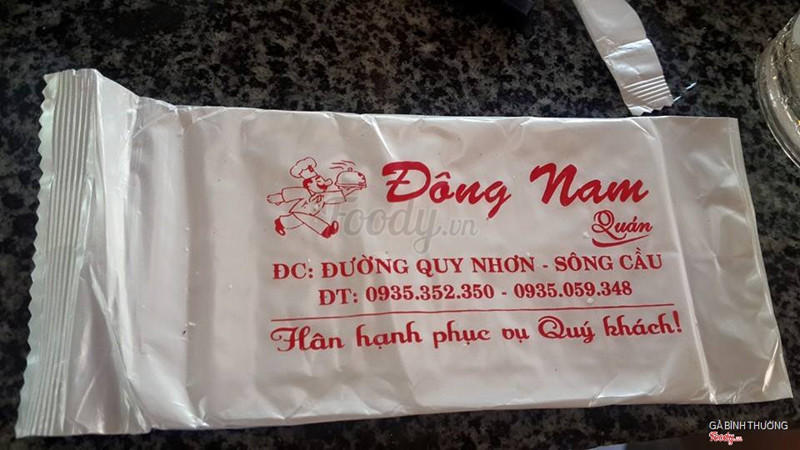 Đông Nam
Quán
Foody.vn
ĐC: ĐƯỜNG QUY NHƠN - SÔNG CẦU
ĐT: 0935.352.350 - 0935.059.348
Hân hạnh phục vụ Quý khách!
GÀ BÌNH THƯỜNG
Foody.vn